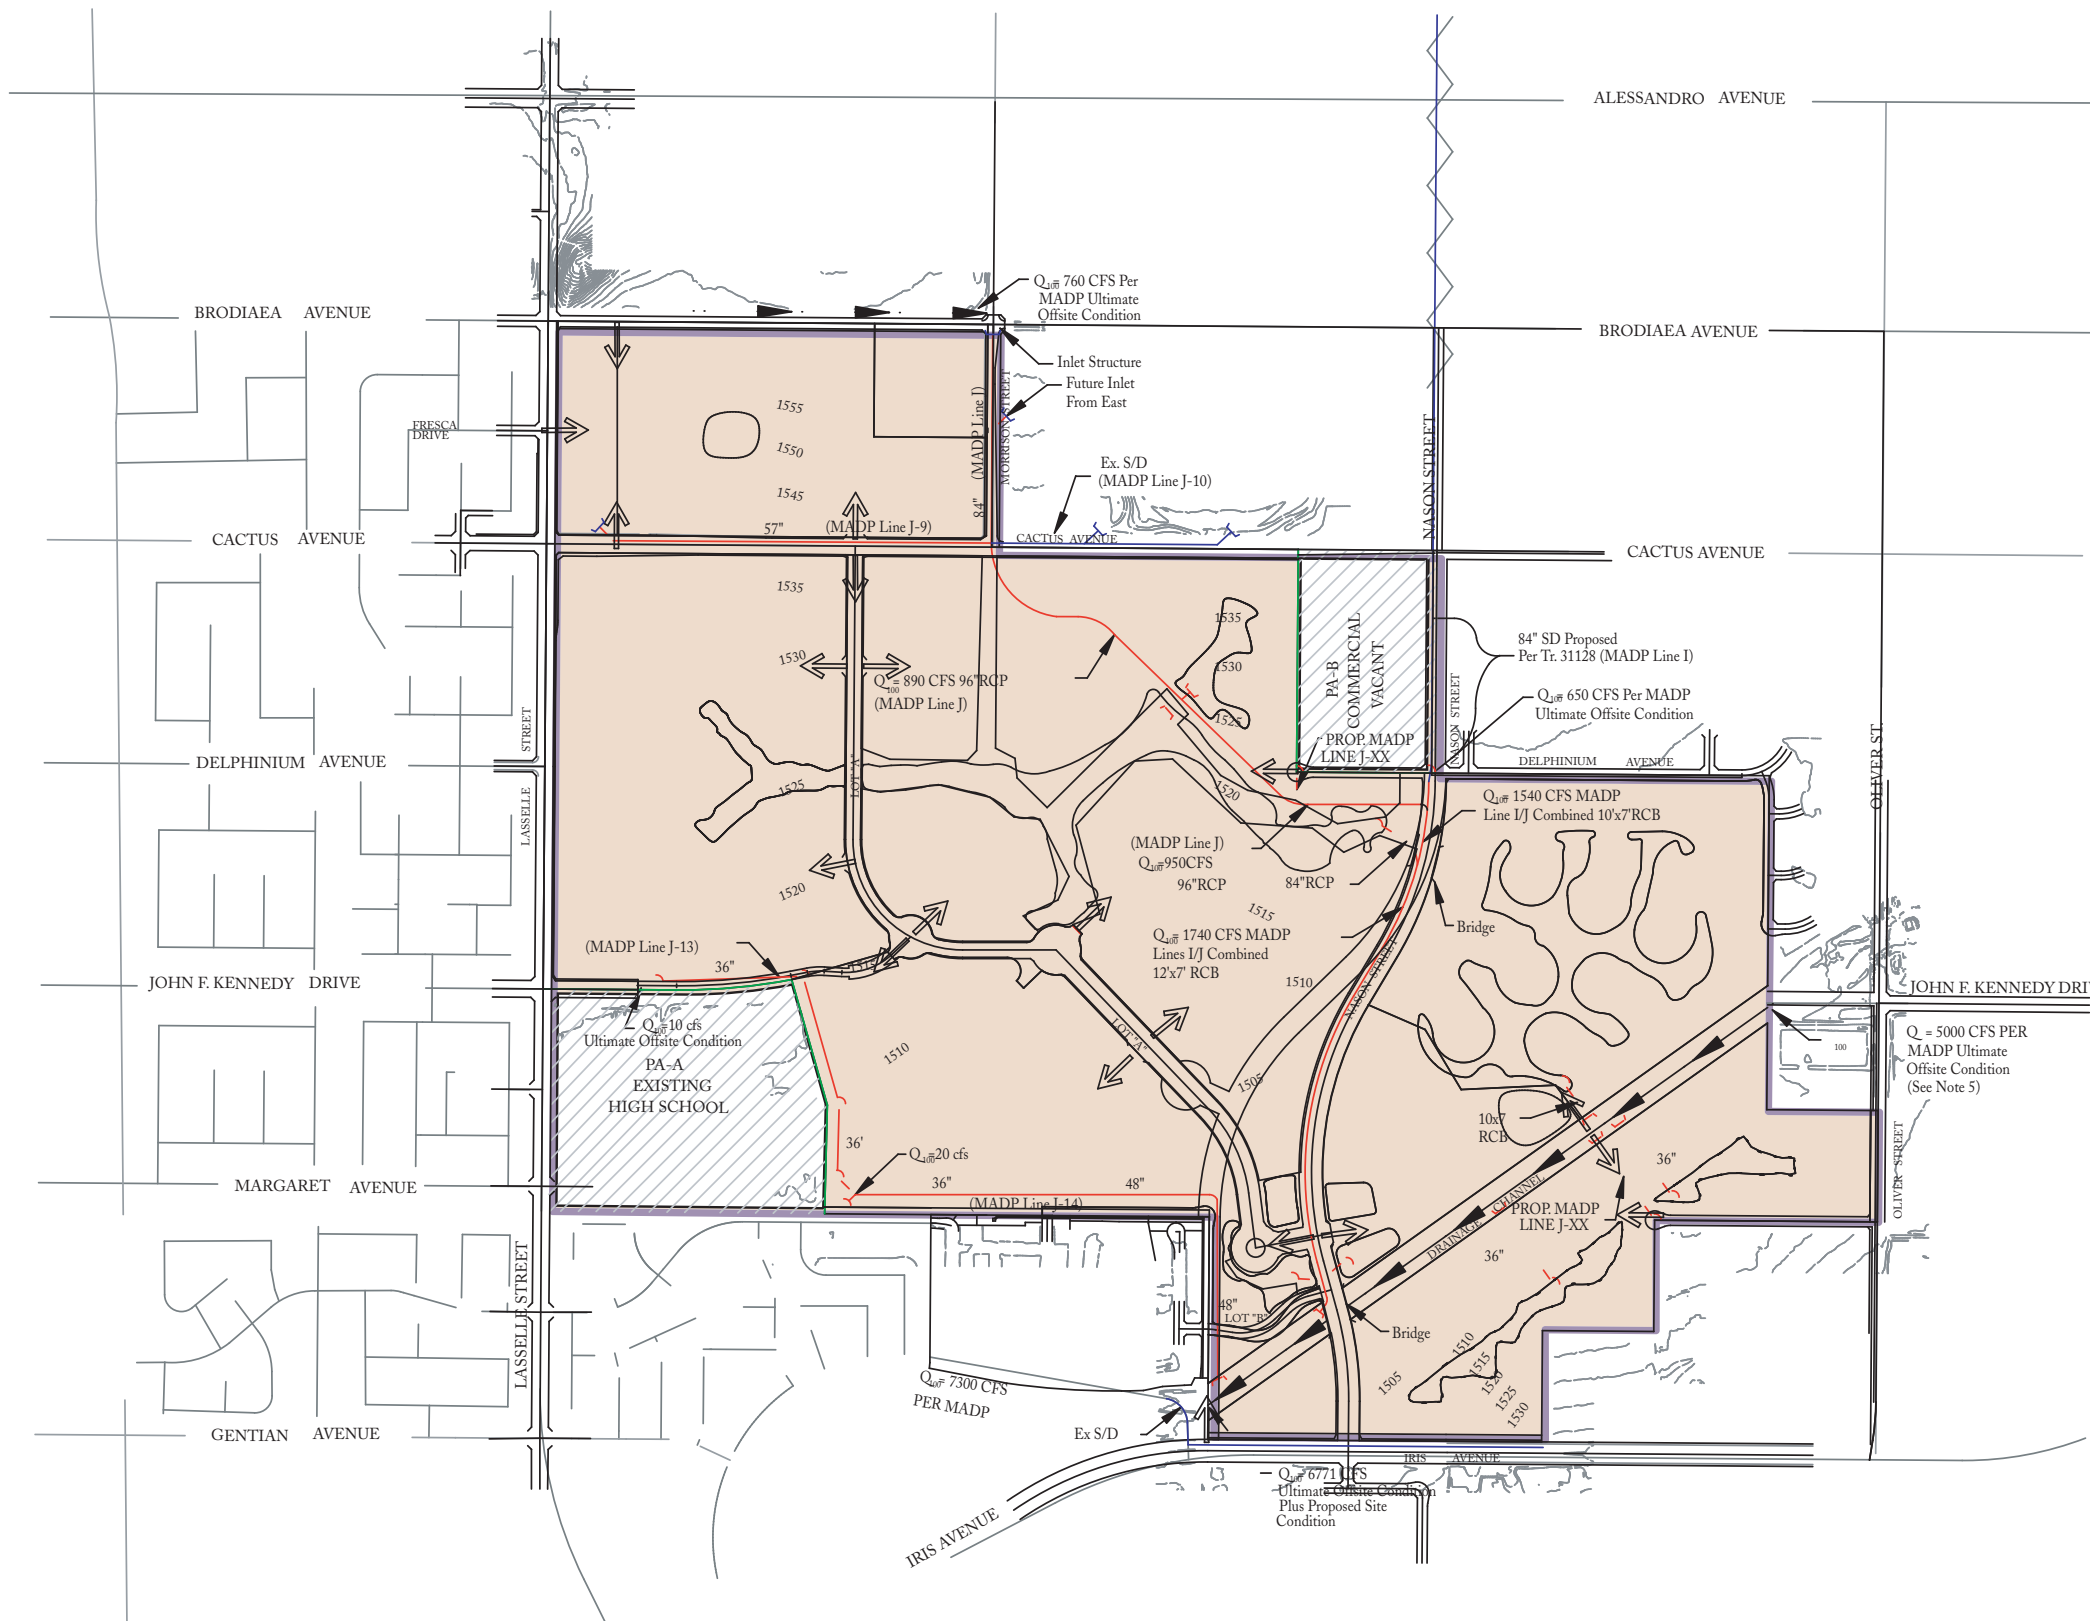 ALESSANDRO AVENUE
Q100= 760 CFS Per
MADP Ultimate
Offsite Condition
BRODIAEA AVENUE
BRODIAEA AVENUE
Inlet Structure
Future Inlet
From East
MORRISON STREET
84" (MADP Line J)
1555
1550
1545
FRESCA
DRIVE
NASON STREET
Ex. S/D
(MADP Line J-10)
57" (MADP Line J-9)
CACTUS AVENUE
CACTUS AVENUE
CACTUS AVENUE
1535
1530
Q100= 890 CFS 96"RCP
(MADP Line J)
1535
1530
1525
PA-B
COMMERCIAL
VACANT
PROP. MADP
LINE J-XX
84" SD Proposed
Per Tr. 31128 (MADP Line I)
NASON STREET
NASON STREET
Q100= 650 CFS Per MADP
Ultimate Offsite Condition
STREET
LASSELLE
DELPHINIUM AVENUE
DELPHINIUM AVENUE
OLIVER ST.
LOT "A"
1525
1520
Q100= 1540 CFS MADP
Line I/J Combined 10'x7'RCB
(MADP Line J)
Q100=950CFS
96"RCP
84"RCP
1520
1515
Q100= 1740 CFS MADP
Lines I/J Combined
12'x7' RCB
Bridge
(MADP Line J-13)
36"
1515
1510
NASON STREET
JOHN F. KENNEDY DRIVE
JOHN F. KENNEDY DRI
Q100=10 cfs
Ultimate Offsite Condition
PA-A
EXISTING
HIGH SCHOOL
1510
LOT "A"
1505
100
Q = 5000 CFS PER
MADP Ultimate
Offsite Condition
(See Note 5)
10x7
RCB
36'
Q100=20 cfs
36"
48"
(MADP Line J-14)
36"
OLIVER STREET
MARGARET AVENUE
DRAINAGE CHANNEL
PROP. MADP
LINE J-XX
36"
48"
LOT "B"
Bridge
LASSELLE STREET
1510
1515
1520
1525
1530
1505
Q100= 7300 CFS
PER MADP
Ex S/D
GENTIAN AVENUE
IRIS AVENUE
Q100= 6771 CFS
Ultimate Offsite Condition
Plus Proposed Site
Condition
IRIS AVENUE